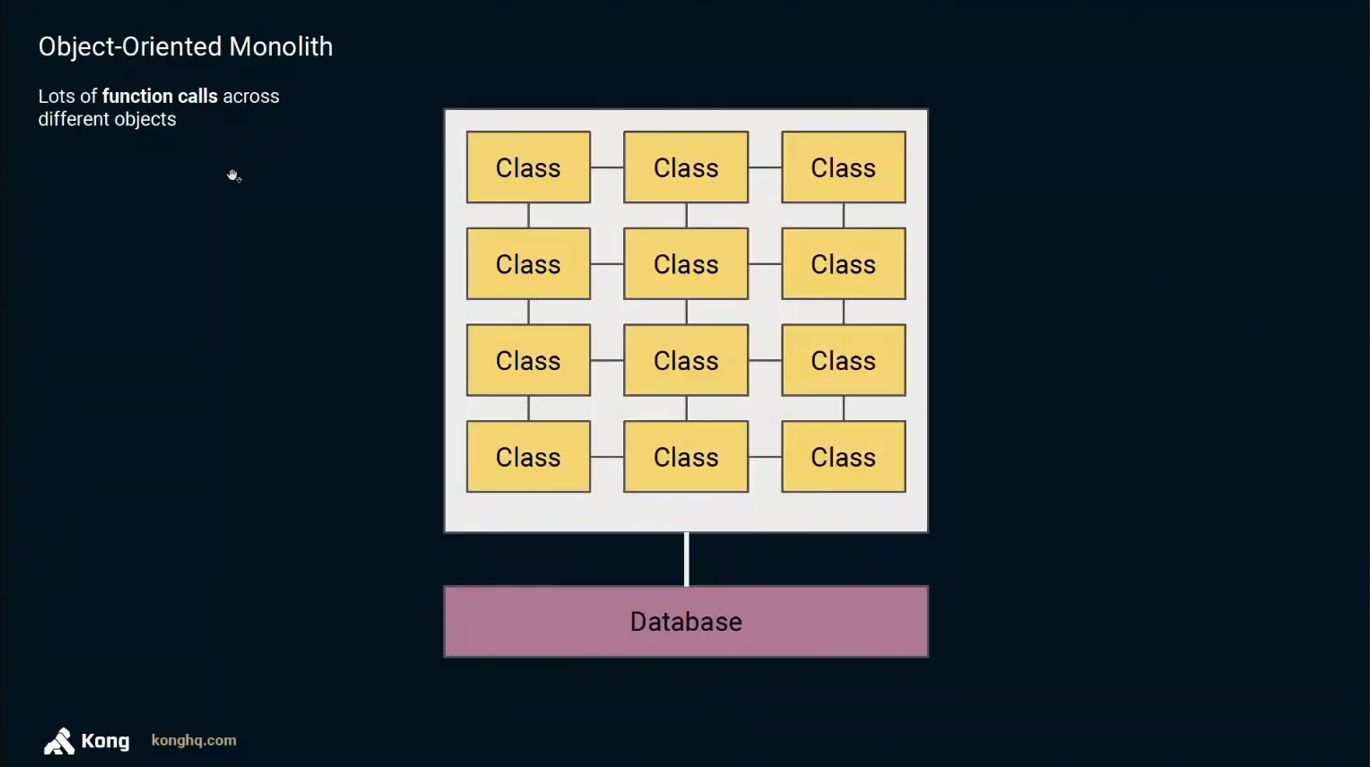 Object-Oriented Monolith
Lots of function calls across
different objects
Class Class Class
Class Class Class
Class Class Class
Class Class Class
Database
Kong konghq.com